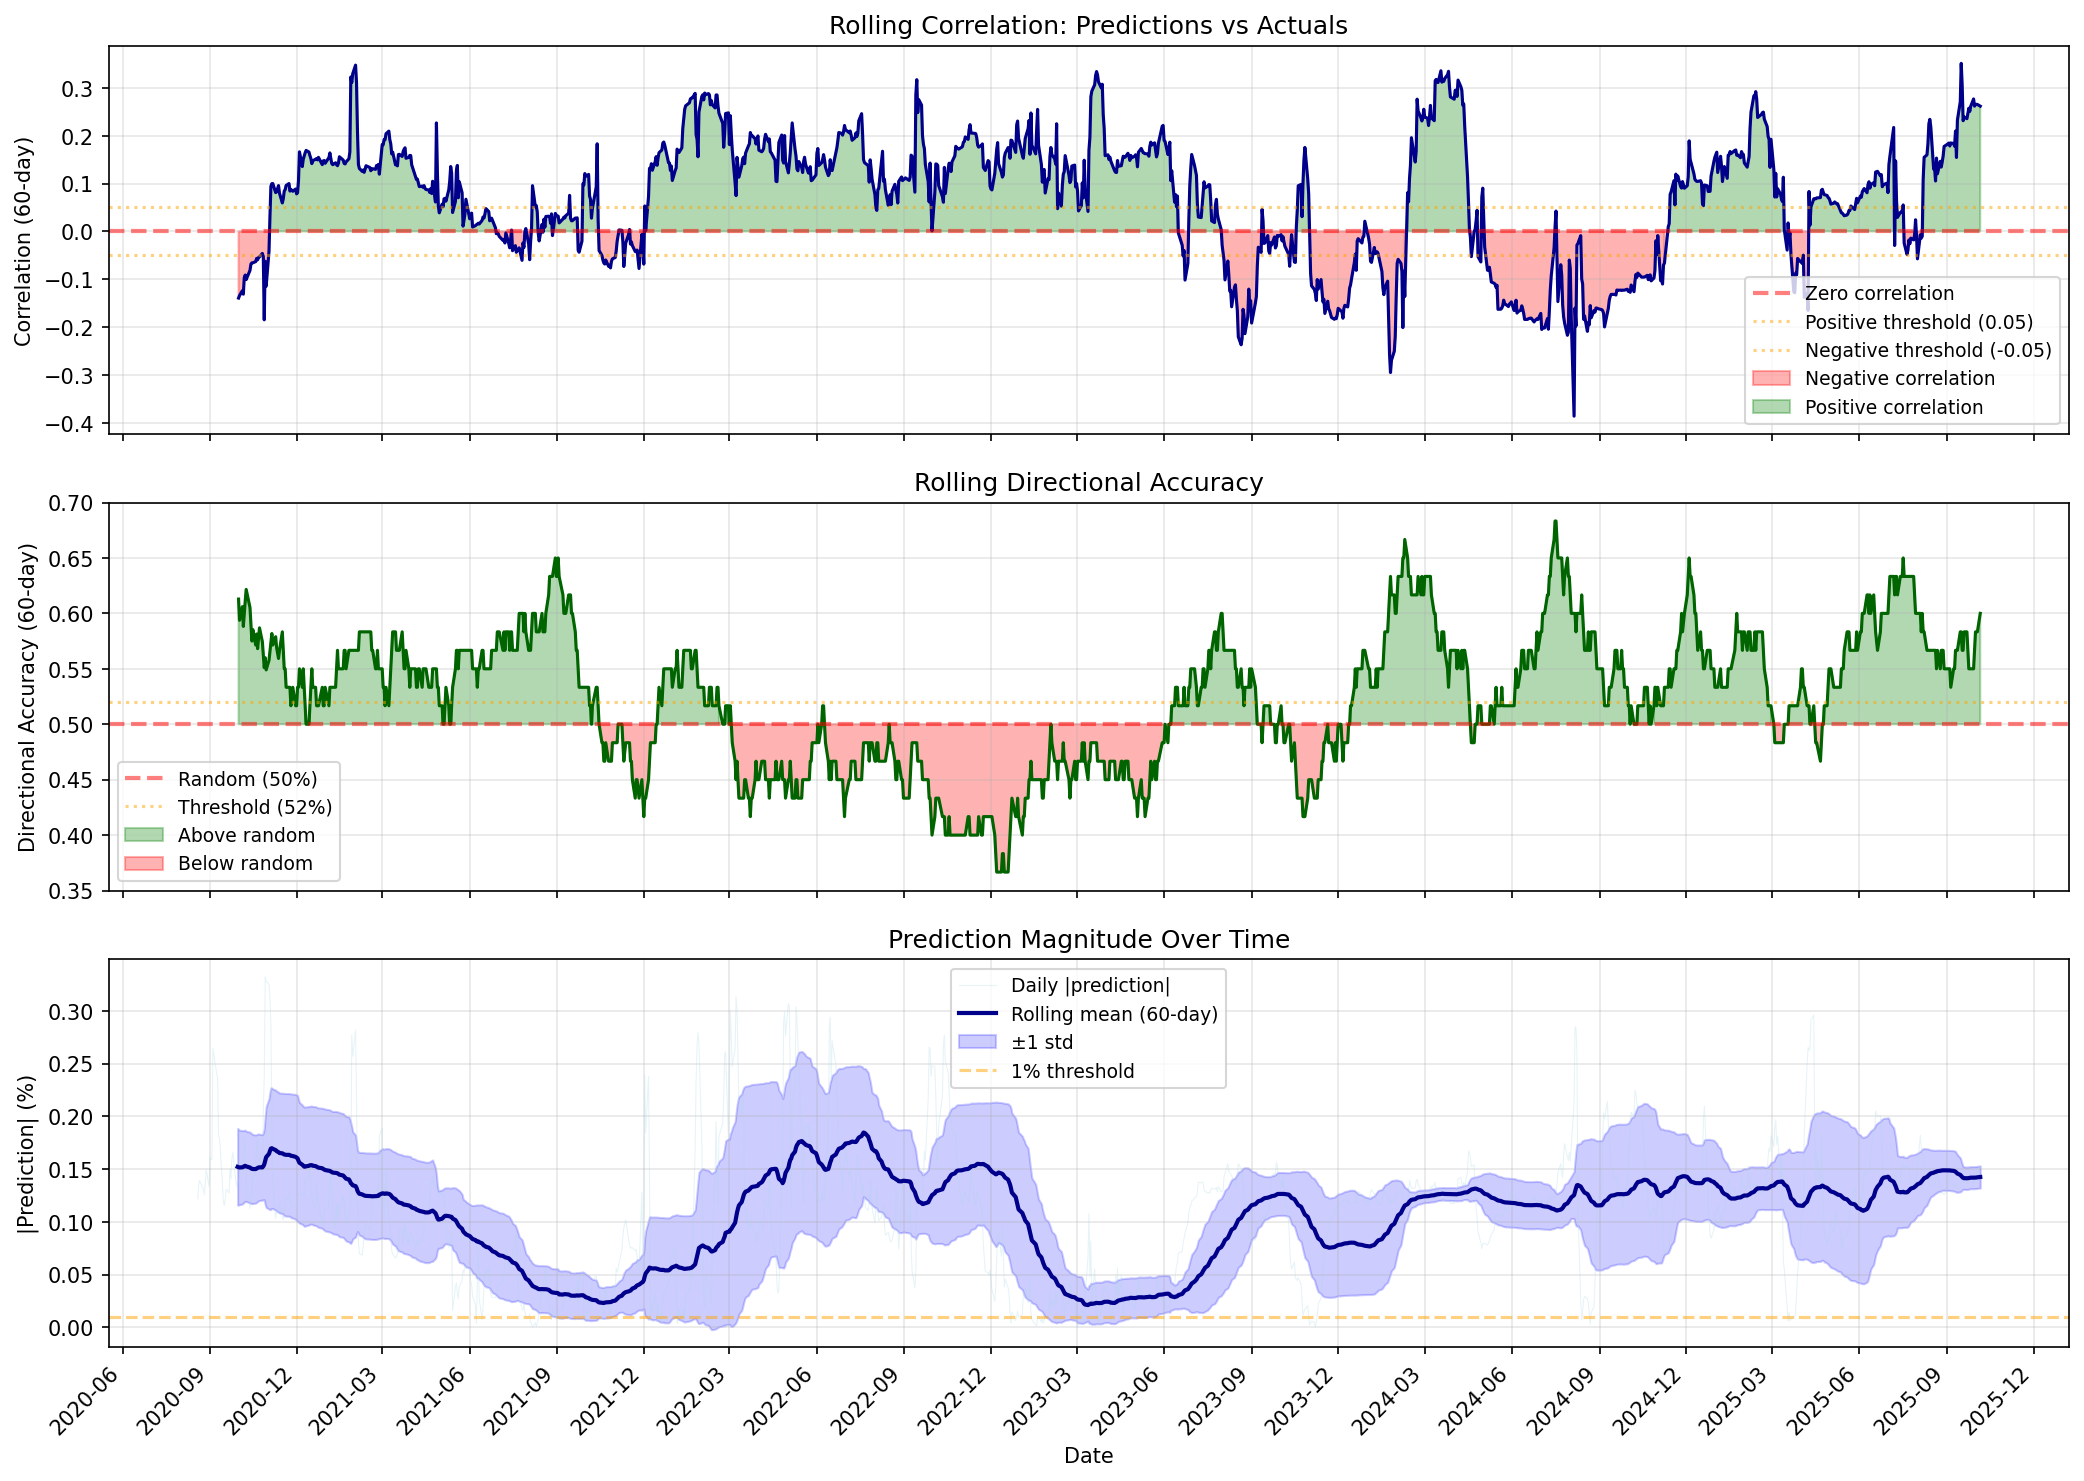 Rolling Correlation: Predictions vs Actuals
Correlation (60-day)
0.3
0.2
0.1
0.0
−0.1
−0.2
−0.3
−0.4
Zero correlation
Positive threshold (0.05)
Negative threshold (-0.05)
Negative correlation
Positive correlation
Rolling Directional Accuracy
Directional Accuracy (60-day)
0.70
0.65
0.60
0.55
0.50
0.45
0.40
0.35
Random (50%)
Threshold (52%)
Above random
Below random
Prediction Magnitude Over Time
|Prediction| (%)
0.30
0.25
0.20
0.15
0.10
0.05
0.00
Daily |prediction|
Rolling mean (60-day)
±1 std
1% threshold
2020-06
2020-09
2020-12
2021-03
2021-06
2021-09
2021-12
2022-03
2022-06
2022-09
2022-12
2023-03
2023-06
2023-09
2023-12
2024-03
2024-06
2024-09
2024-12
2025-03
2025-06
2025-09
2025-12
Date